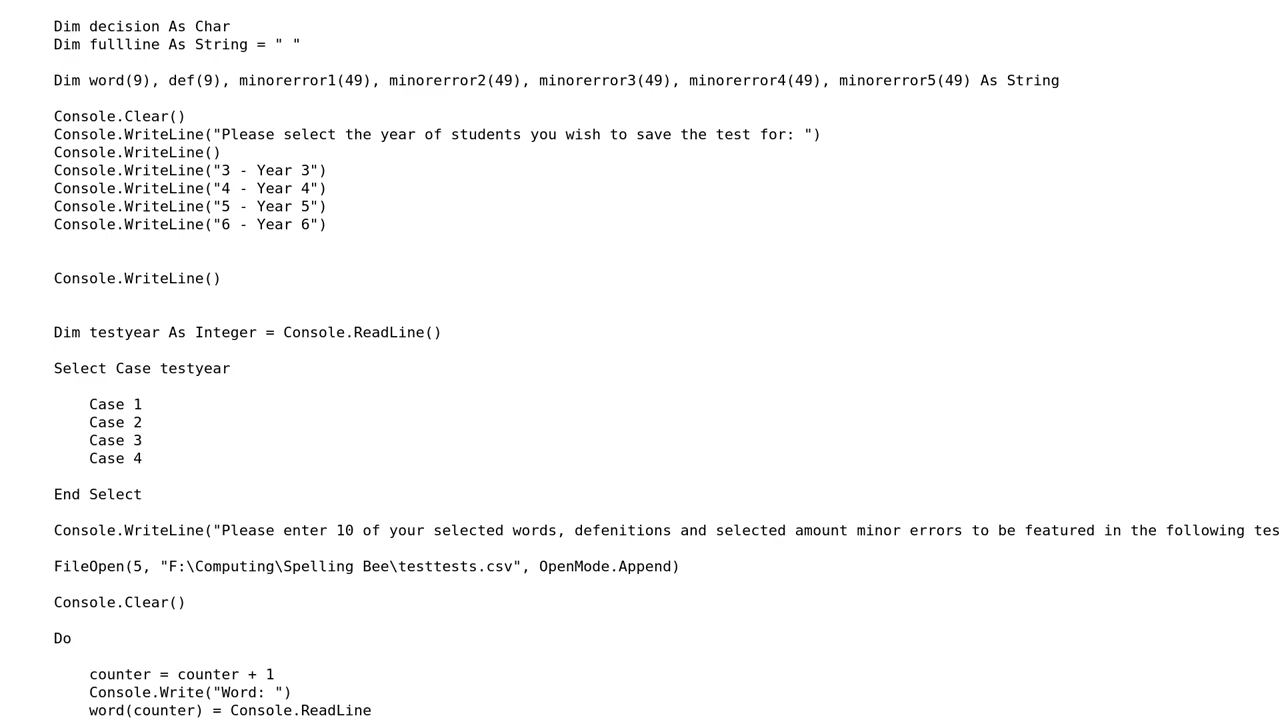 Dim decision As Char
Dim fullline As String = " "
Dim word(9), def(9), minorerror1(49), minorerror2(49), minorerror3(49), minorerror4(49), minorerror5(49) As String
Console.Clear()
Console.WriteLine("Please select the year of students you wish to save the test for: ")
Console.WriteLine()
Console.WriteLine("3 - Year 3")
Console.WriteLine("4 - Year 4")
Console.WriteLine("5 - Year 5")
Console.WriteLine("6 - Year 6")
Console.WriteLine()
Dim testyear As Integer = Console.ReadLine()
Select Case testyear
Case 1
Case 2
Case 3
Case 4
End Select
Console.WriteLine("Please enter 10 of your selected words, defenitions and selected amount minor errors to be featured in the following tes
FileOpen(5, "F:\Computing\Spelling Bee\testtests.csv", OpenMode.Append)
Console.Clear()
Do
counter = counter + 1
Console.Write("Word: ")
word(counter) = Console.ReadLine